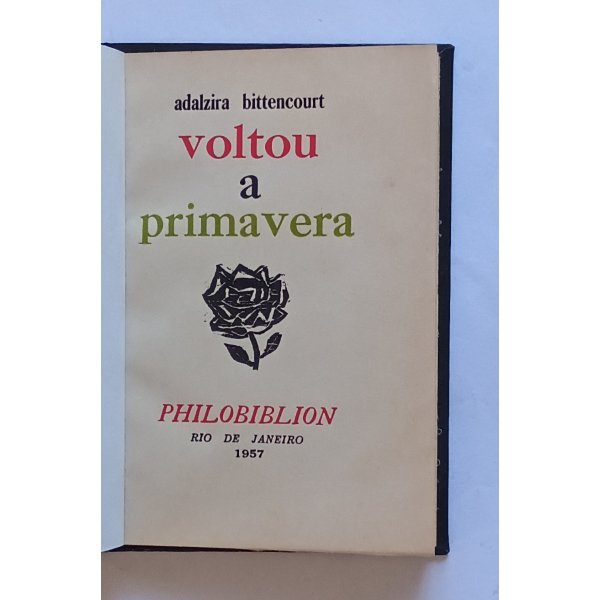 adalzira bittencourt
voltou
a
primavera
PHILOBIBLION
RIO DE JANEIRO
1957